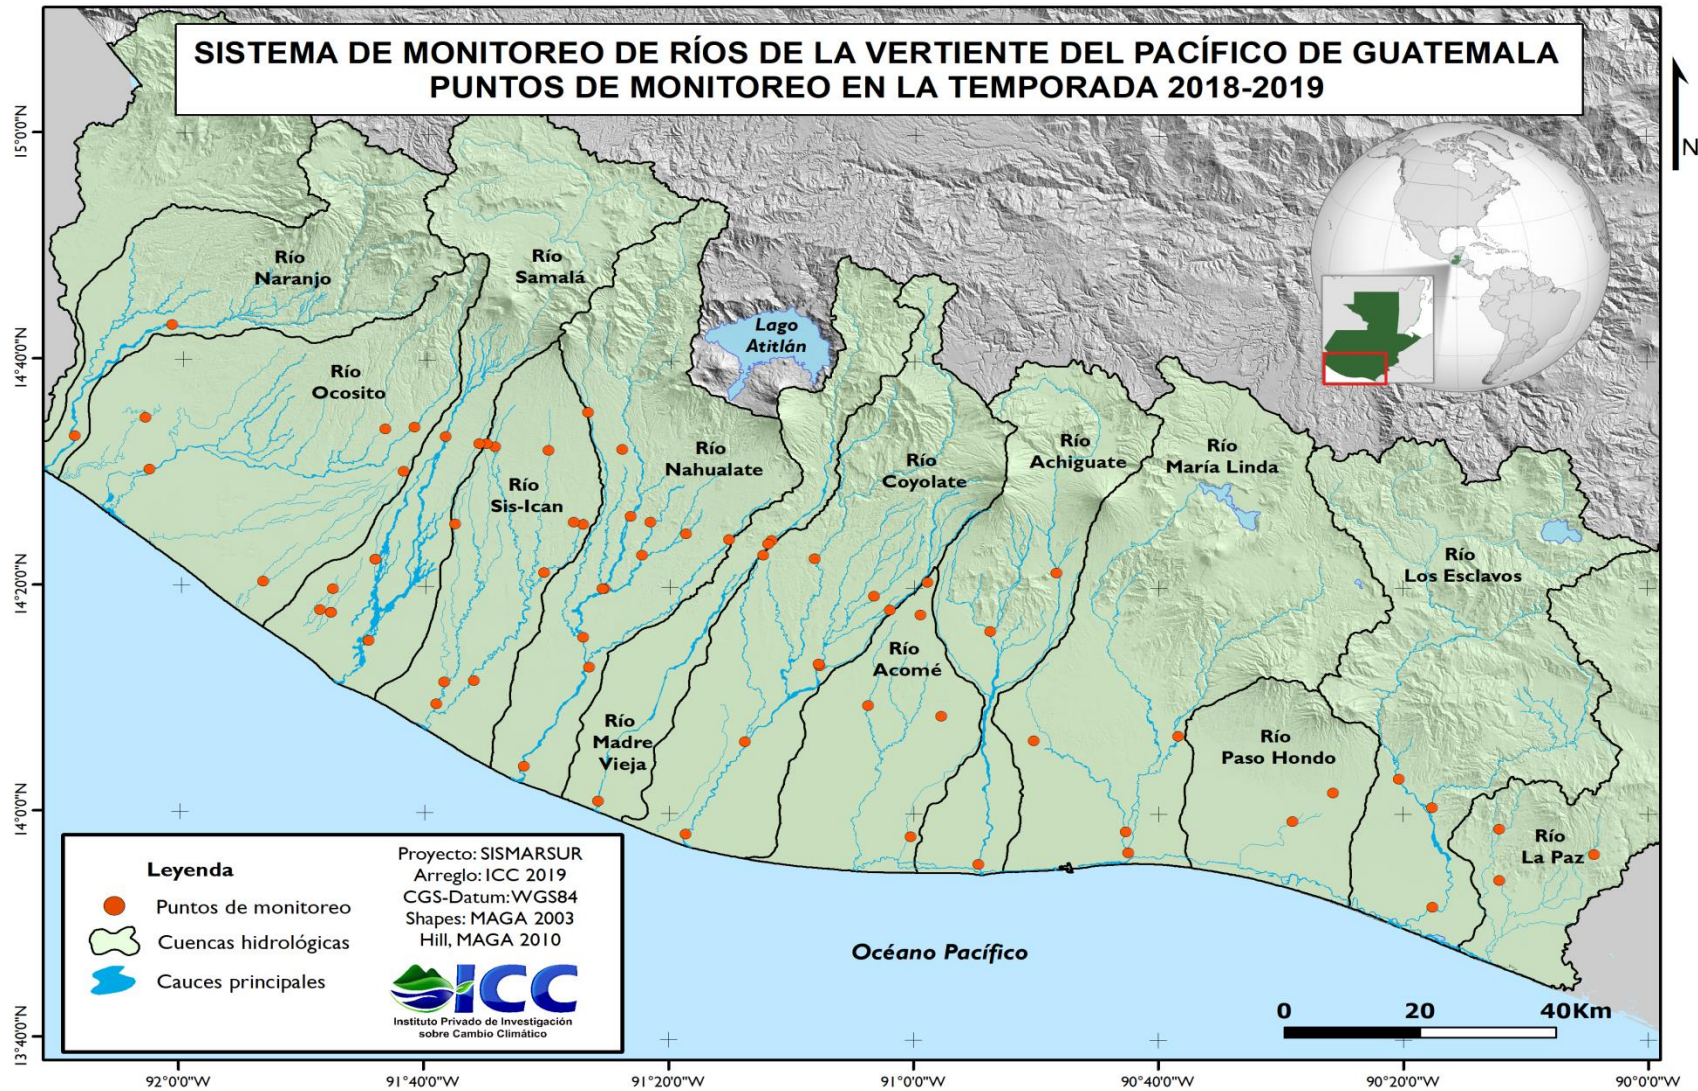 SISTEMA DE MONITOREO DE RÍOS DE LA VERTIENTE DEL PACÍFICO DE GUATEMALA
PUNTOS DE MONITOREO EN LA TEMPORADA 2018-2019
N
15°0'0"N
14°40'0"N
14°20'0"N
14°0'0"N
13°40'0"N
Río
Naranjo
Río
Samalá
Lago
Atitlán
Río
Ocosito
Río
Sis-Ican
Río
Nahualate
Río
Coyolate
Río
Achiguate
Río
María Linda
Río
Los Esclavos
Río
Acomé
Río
Madre
Vieja
Río
Paso Hondo
Río
La Paz
Océano Pacífico
Leyenda
Puntos de monitoreo
Cuencas hidrológicas
Cauces principales
Proyecto: SISMARSUR
Arreglo: ICC 2019
CGS-Datum: WGS84
Shapes: MAGA 2003
Hill, MAGA 2010
ICC
Instituto Privado de Investigación
sobre Cambio Climático
0 20 40Km
92°0'0"W 91°40'0"W 91°20'0"W 91°0'0"W 90°40'0"W 90°20'0"W 90°0'0"W